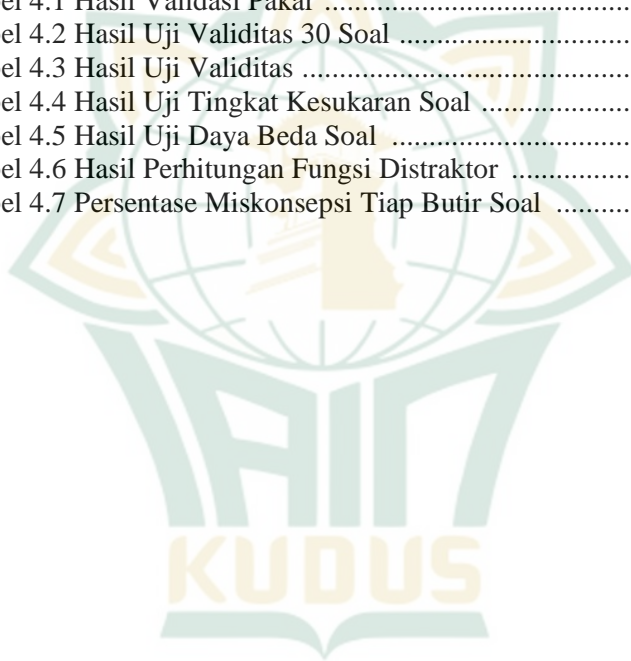 el 4.1 Hasil Validasi Pakar ........................................
el 4.2 Hasil Uji Validitas 30 Soal ..............................
el 4.3 Hasil Uji Validitas ...........................................
el 4.4 Hasil Uji Tingkat Kesukaran Soal ...................
el 4.5 Hasil Uji Daya Beda Soal ...............................
el 4.6 Hasil Perhitungan Fungsi Distraktor ...............
el 4.7 Persentase Miskonsepsi Tiap Butir Soal ..........
IAIN
KUDUS